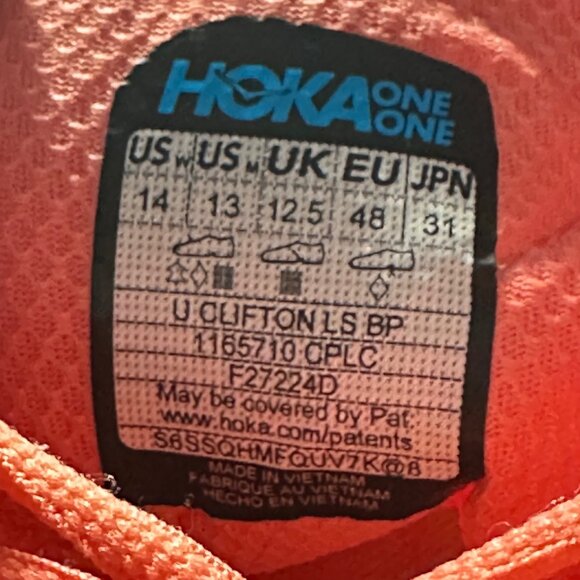 HOKA ONE ONE
US W US M UK EU JPN
14 13 12.5 48 31
U CLIFTON LS BP
1165710 CPLC
F27224D
May be covered by Pat.
www.hoka.com/patents
S6SSQHMFQUV7K@8
MADE IN VIETNAM
FABRIQUE AU VIETNAM
HECHO EN VIETNAM